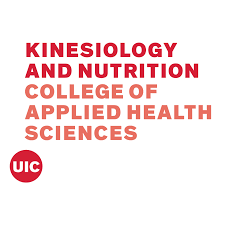 KINESIOLOGY
AND NUTRITION
COLLEGE OF
APPLIED HEALTH
SCIENCES
UIC